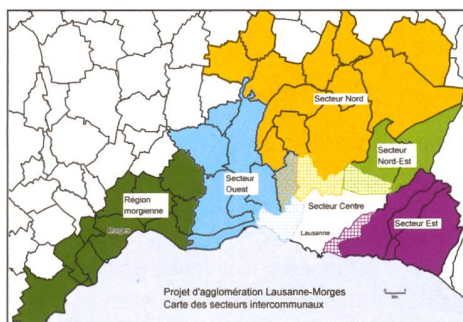 Secteur Nord
Secteur
Nord-Est
Secteur
Ouest
Région
morgienne
Morges
Secteur Centre
Lausanne
Secteur Est
Projet d'agglomération Lausanne-Morges
Carte des secteurs intercommunaux